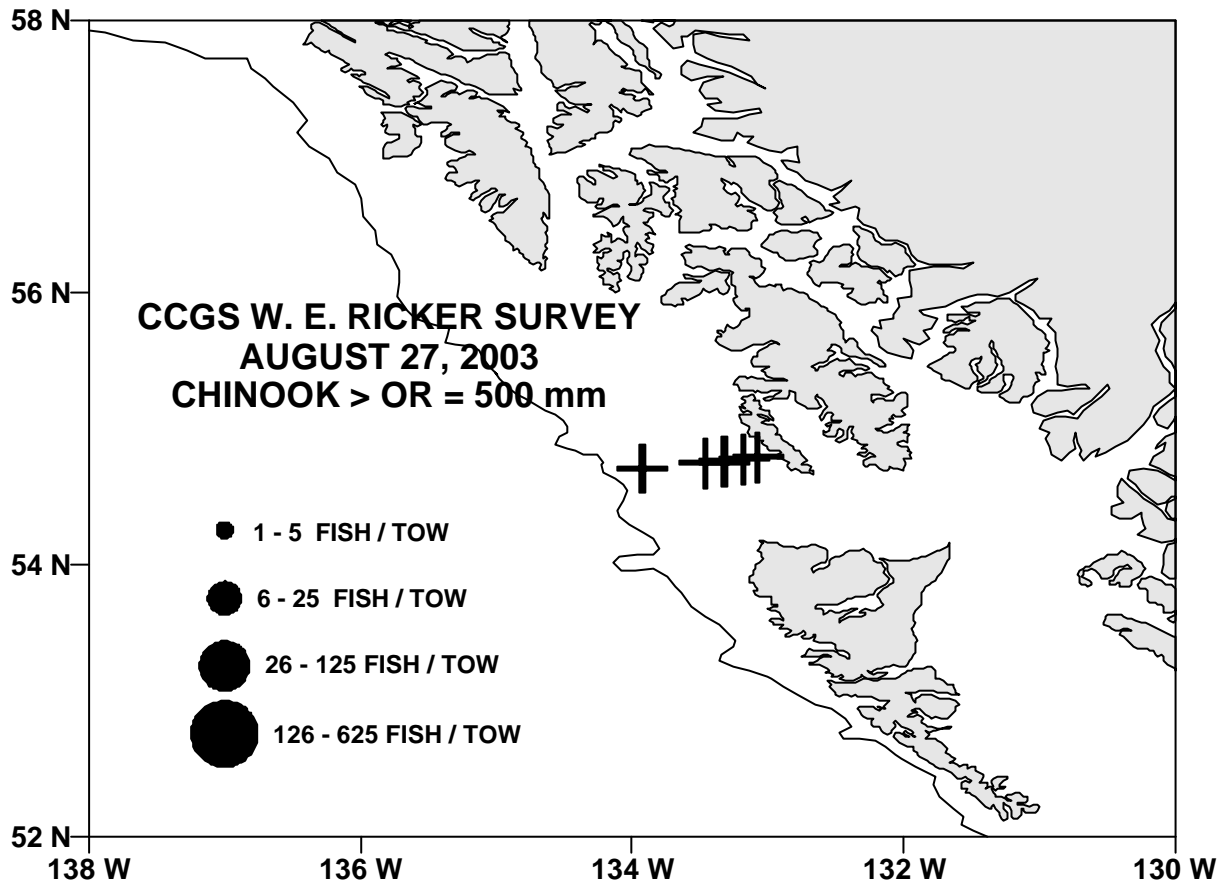 58 N
56 N
CCGS W. E. RICKER SURVEY
AUGUST 27, 2003
CHINOOK > OR = 500 mm
1 - 5 FISH / TOW
54 N
6 - 25 FISH / TOW
26 - 125 FISH / TOW
126 - 625 FISH / TOW
52 N
138 W 136 W 134 W 132 W 130 W